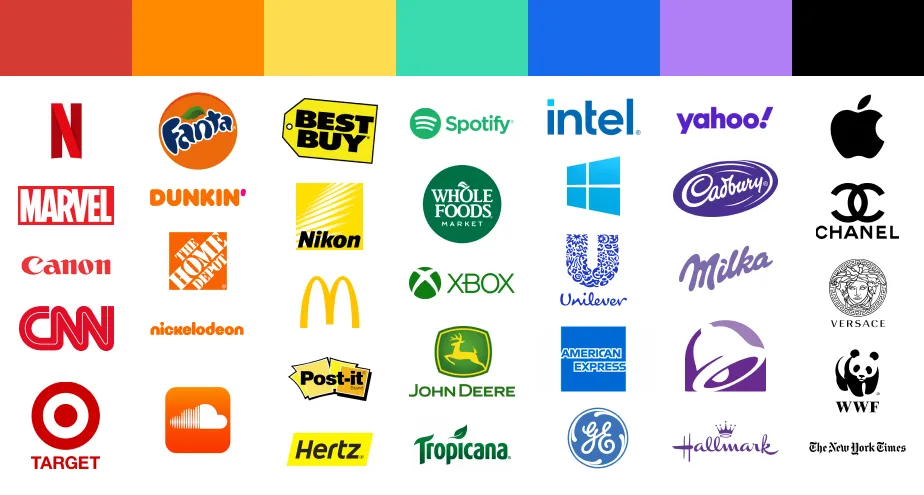 N
MARVEL
Canon
CNN
TARGET
Fanta
DUNKIN'
THE
HOME
DEPOT
nickelodeon
BEST
BUY
Nikon
Post-it
Hertz
Spotify
WHOLE
FOODS
MARKET
XBOX
JOHN DEERE
Tropicana
intel
Unilever
AMERICAN
EXPRESS
GE
yahoo!
Cadbury
Milka
Hallmark
CHANEL
VERSACE
WWF
The New York Times